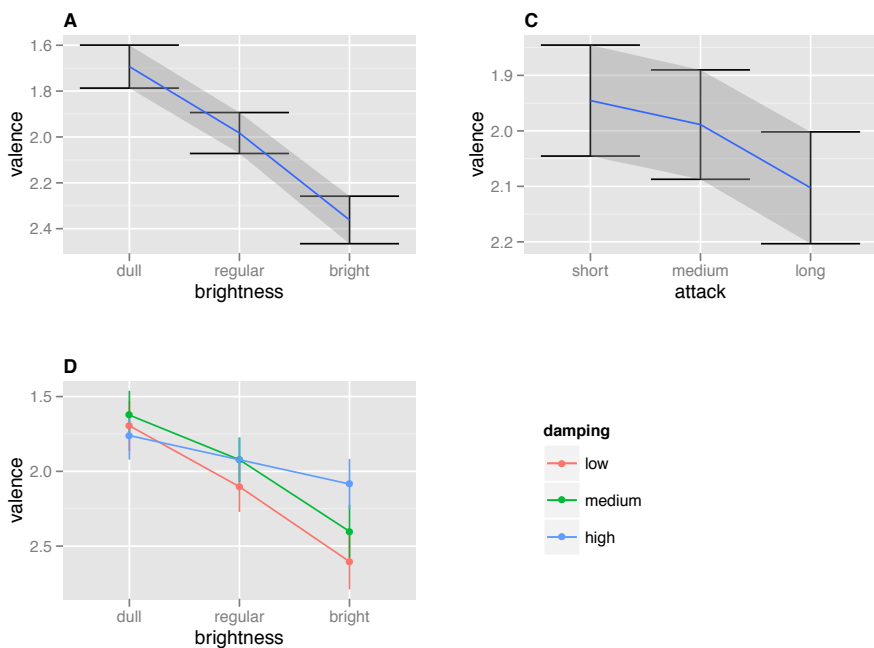 A
valence
1.6
1.8
2.0
2.2
2.4
dull regular bright
brightness
C
valence
1.9
2.0
2.1
2.2
short medium long
attack
D
valence
1.5
2.0
2.5
dull regular bright
brightness
damping
low
medium
high